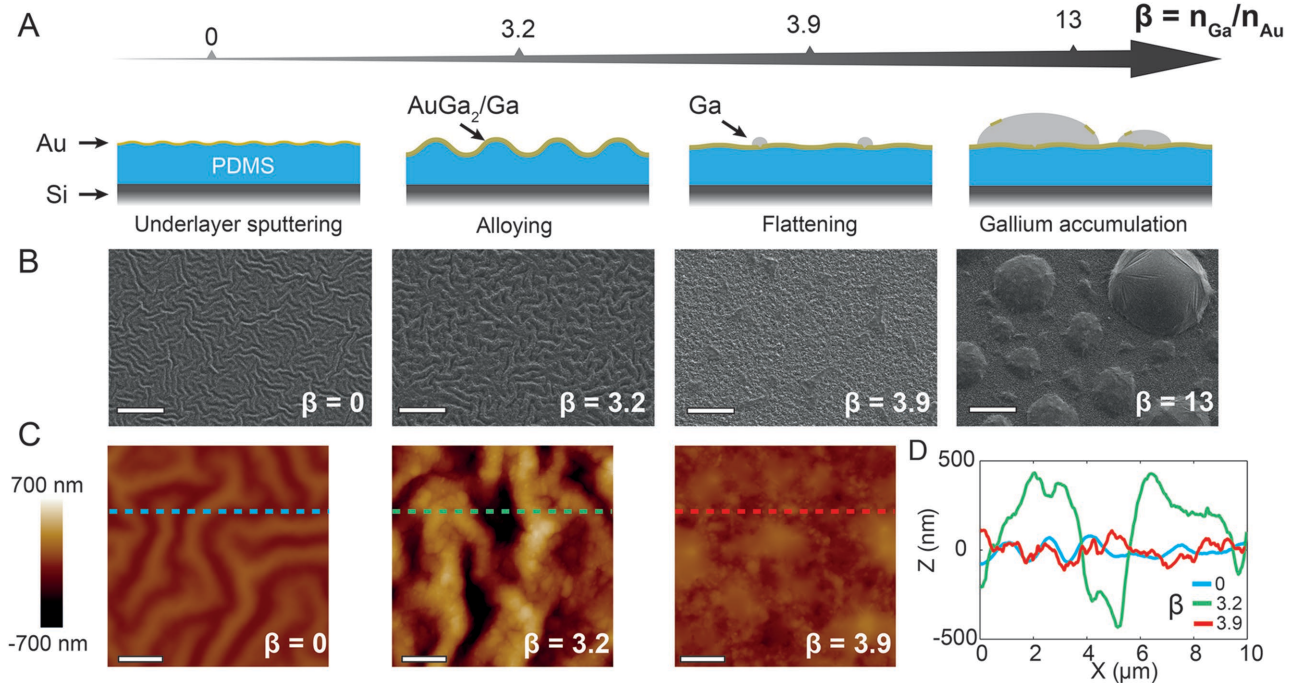 A
0
3.2
3.9
13
β = n_Ga/n_Au
AuGa₂/Ga
Ga
Au
PDMS
Si
Underlayer sputtering
Alloying
Flattening
Gallium accumulation
B
β = 0
β = 3.2
β = 3.9
β = 13
C
700 nm
-700 nm
β = 0
β = 3.2
β = 3.9
D
500
0
-500
Z (nm)
0 2 4 6 8 10
X (µm)
β
0
3.2
3.9